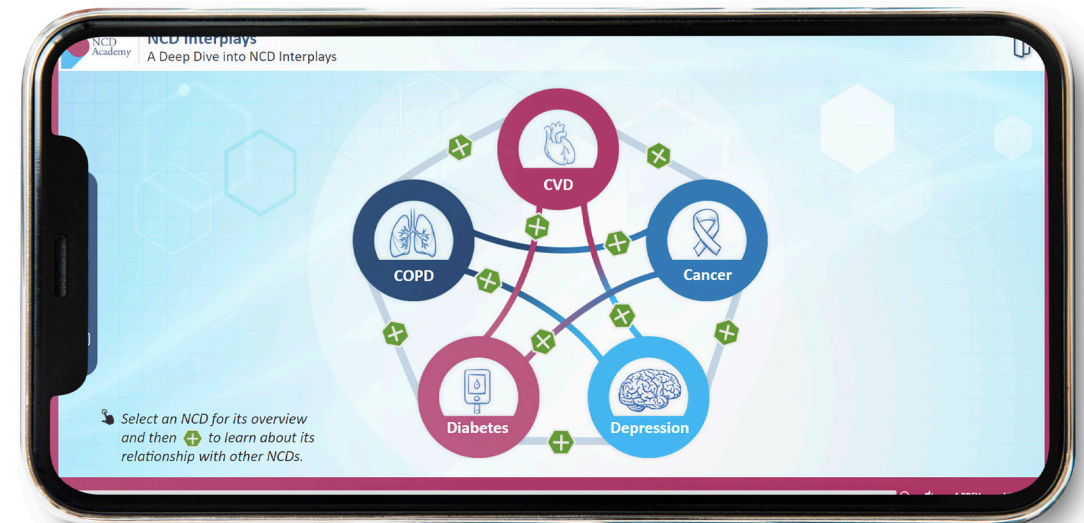 NCD
Academy
NCD Interplays
A Deep Dive into NCD Interplays
CVD
COPD
Cancer
Diabetes
Depression
Select an NCD for its overview
and then + to learn about its
relationship with other NCDs.